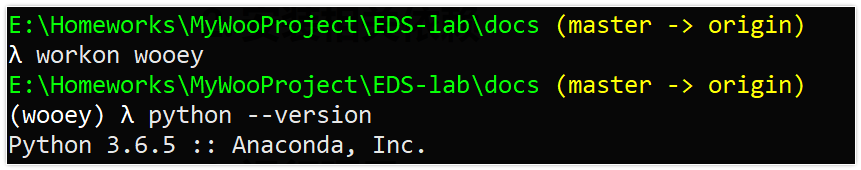 E:\Homeworks\MyWooProject\EDS-lab\docs (master -> origin)
λ workon wooey
E:\Homeworks\MyWooProject\EDS-lab\docs (master -> origin)
(wooey) λ python --version
Python 3.6.5 :: Anaconda, Inc.